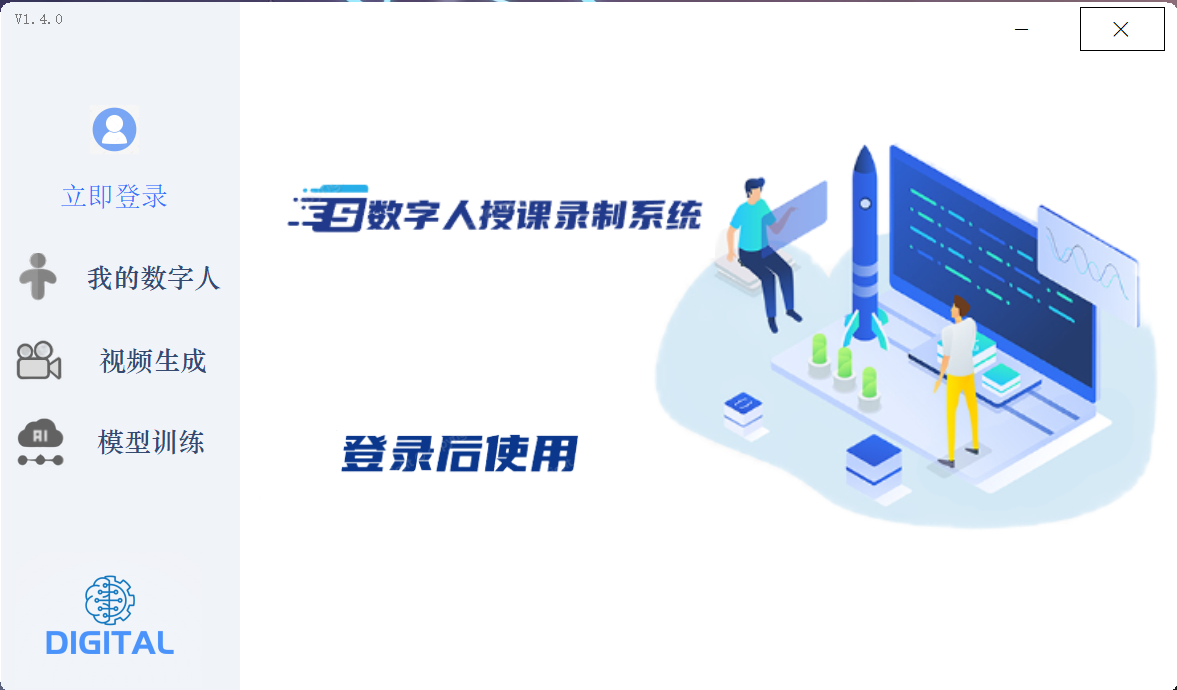 V1.4.0
立即登录
我的数字人
视频生成
AI
模型训练
DIGITAL
数字人授课录制系统
登录后使用